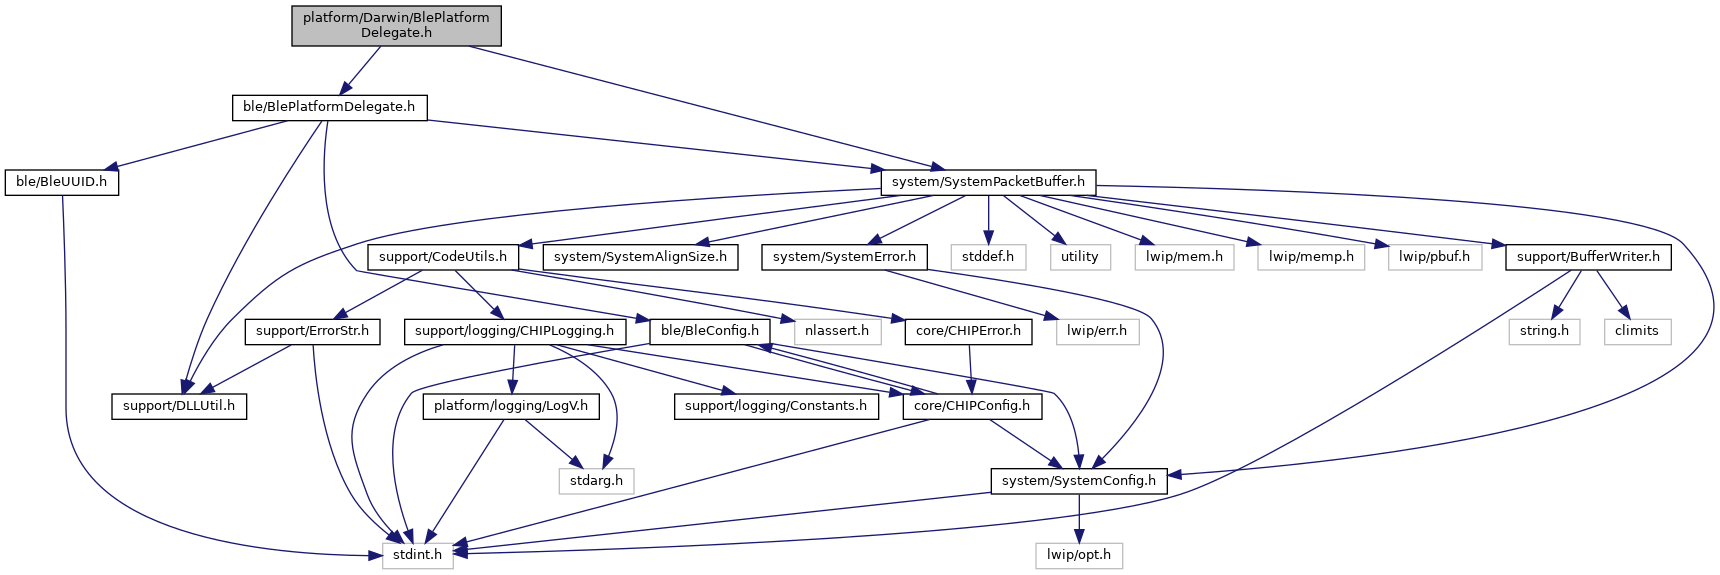 platform/Darwin/BlePlatform
Delegate.h
ble/BlePlatformDelegate.h
ble/BleUUID.h
system/SystemPacketBuffer.h
support/CodeUtils.h
system/SystemAlignSize.h
system/SystemError.h
stddef.h
utility
lwip/mem.h
lwip/memp.h
lwip/pbuf.h
support/BufferWriter.h
support/ErrorStr.h
support/logging/CHIPLogging.h
ble/BleConfig.h
nlassert.h
core/CHIPError.h
lwip/err.h
string.h
climits
support/DLLUtil.h
platform/logging/LogV.h
support/logging/Constants.h
core/CHIPConfig.h
stdarg.h
system/SystemConfig.h
stdint.h
lwip/opt.h